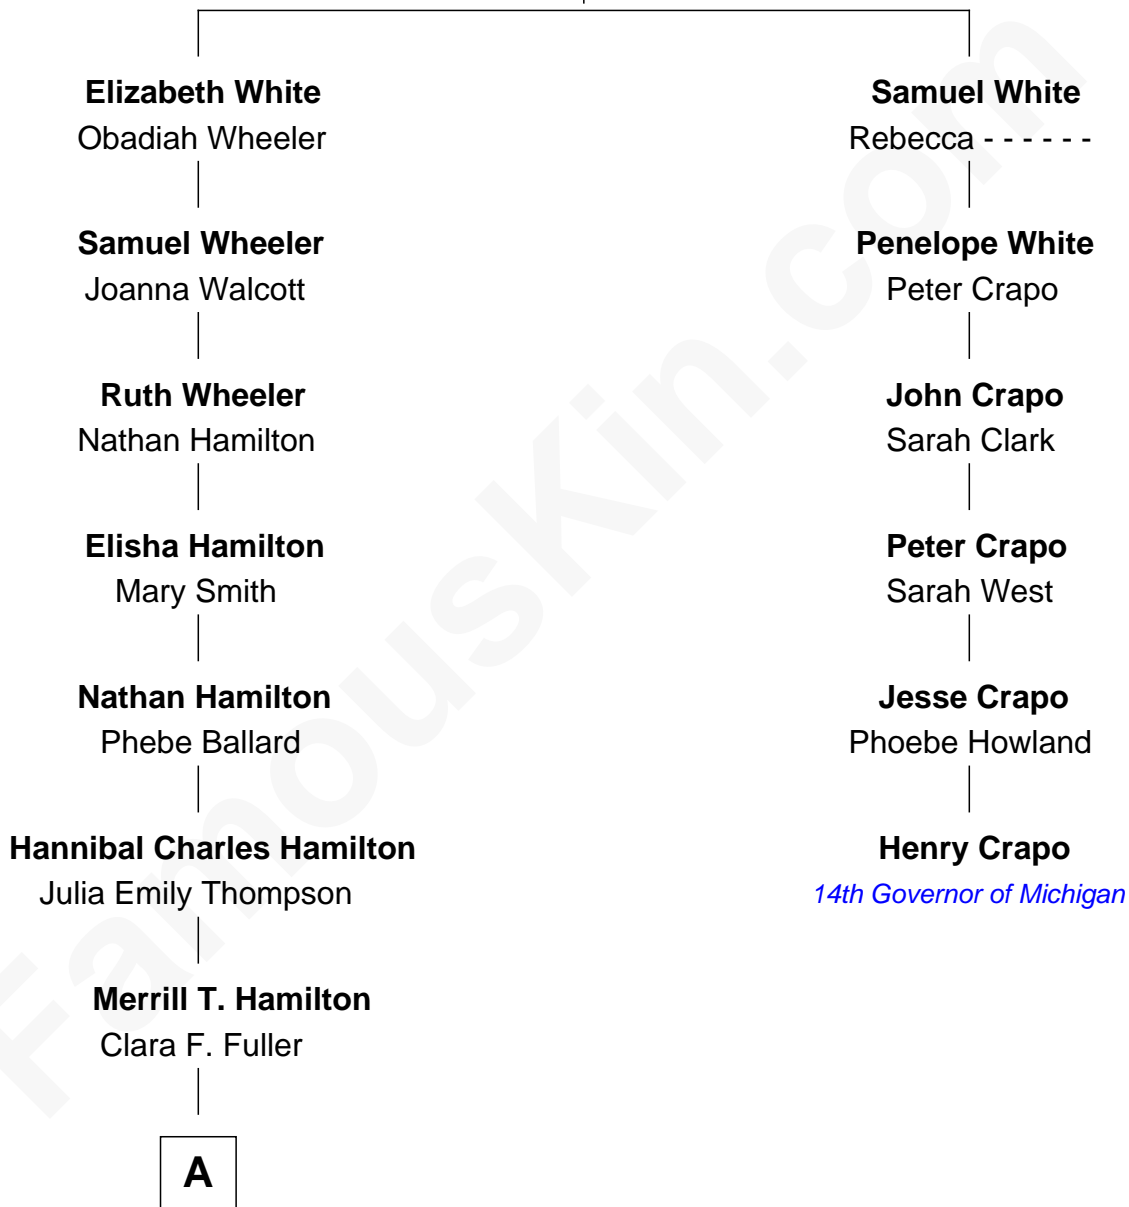 Elizabeth White
Obadiah Wheeler
Samuel White
Rebecca - - - - - -
Samuel Wheeler
Joanna Walcott
Penelope White
Peter Crapo
Ruth Wheeler
Nathan Hamilton
John Crapo
Sarah Clark
Elisha Hamilton
Mary Smith
Peter Crapo
Sarah West
Nathan Hamilton
Phebe Ballard
Jesse Crapo
Phoebe Howland
Hannibal Charles Hamilton
Julia Emily Thompson
Henry Crapo
14th Governor of Michigan
Merrill T. Hamilton
Clara F. Fuller
A
FamousKin.com